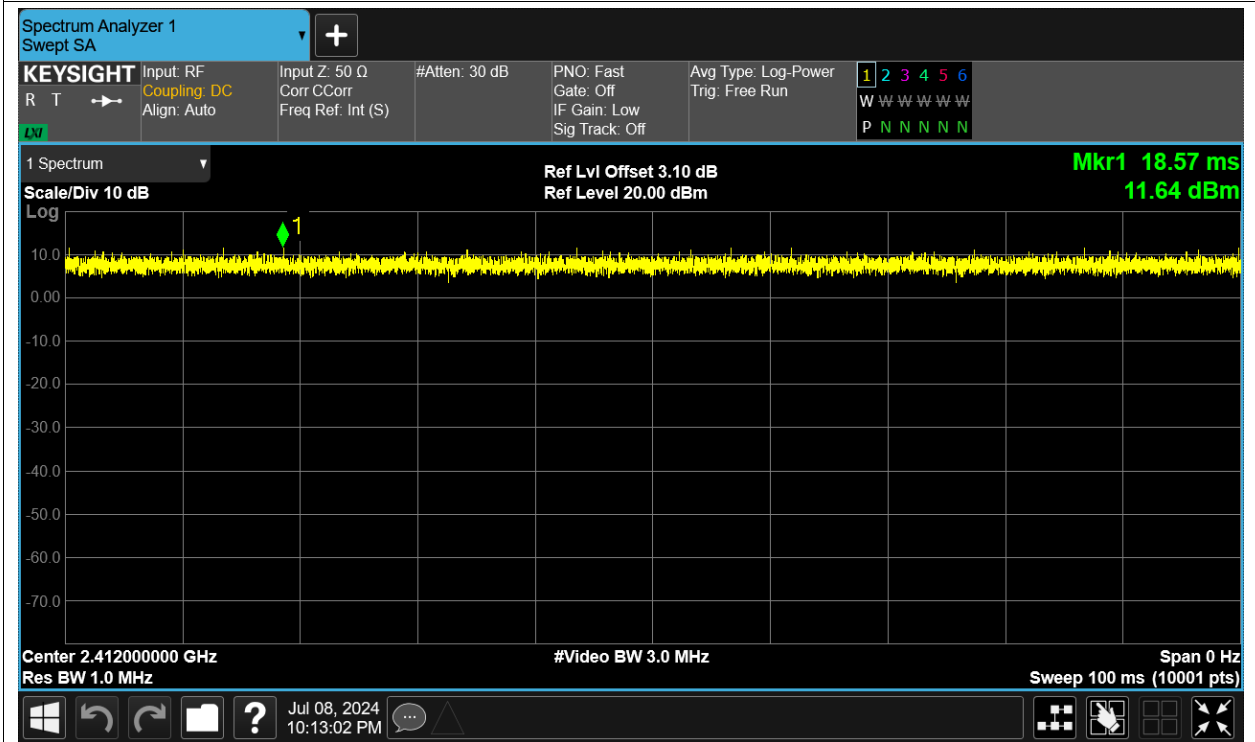 Spectrum Analyzer 1
Swept SA
KEYSIGHT
R T
LXI
Input: RF
Coupling: DC
Align: Auto
Input Z: 50 Ω
Corr CCorr
Freq Ref: Int (S)
#Atten: 30 dB
PNO: Fast
Gate: Off
IF Gain: Low
Sig Track: Off
Avg Type: Log-Power
Trig: Free Run
1 2 3 4 5 6
W W W W W W
P N N N N N
1 Spectrum
Scale/Div 10 dB
Log
Ref Lvl Offset 3.10 dB
Ref Level 20.00 dBm
Mkr1 18.57 ms
11.64 dBm
1
10.0
0.00
-10.0
-20.0
-30.0
-40.0
-50.0
-60.0
-70.0
Center 2.412000000 GHz
Res BW 1.0 MHz
#Video BW 3.0 MHz
Span 0 Hz
Sweep 100 ms (10001 pts)
?
Jul 08, 2024
10:13:02 PM